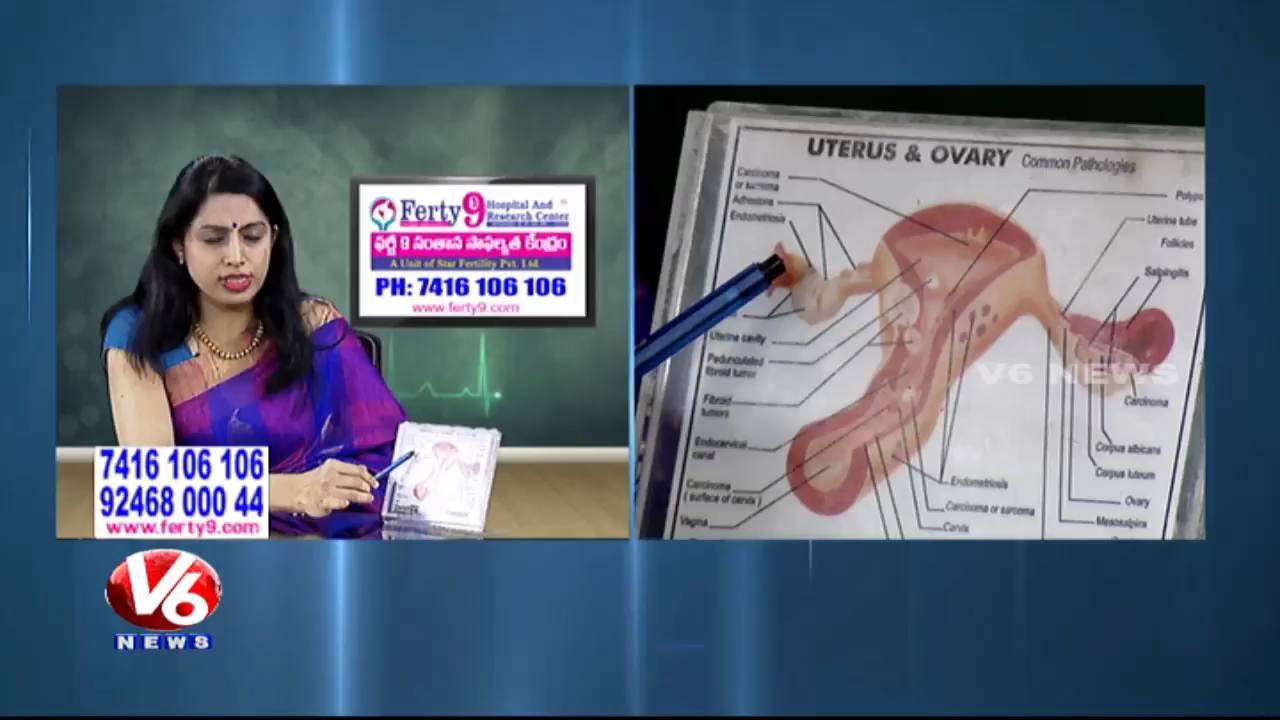 Ferty9
Hospital And
Research Center
ఫర్టి 9 సంతాన సాఫల్యత కేంద్రం
A Unit of Star Fertility Pvt. Ltd.
PH: 7416 106 106
www.ferty9.com
7416 106 106
92468 000 44
www.ferty9.com
V6
NEWS
UTERUS & OVARY Common Pathologies
Carcinoma
or sarcoma
Adhesions
Endometriosis
Uterine cavity
Pedunculated
fibroid tumor
Fibroid
tumors
Endocervical
canal
Carcinoma
(surface of cervix)
Vagina
Polyps
Uterine tube
Follicles
Salpingitis
V6 NEWS
Carcinoma
Corpus albicans
Corpus luteum
Ovary
Mesosalpinx
Endometriosis
Carcinoma or sarcoma
Cervix